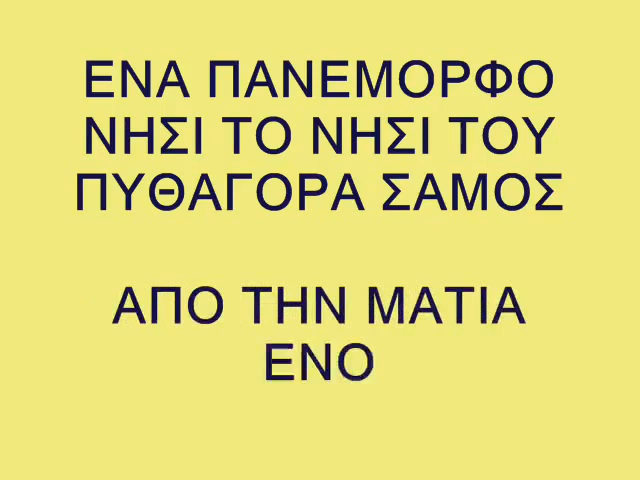 ΕΝΑ ΠΑΝΕΜΟΡΦΟ
ΝΗΣΙ ΤΟ ΝΗΣΙ ΤΟΥ
ΠΥΘΑΓΟΡΑ ΣΑΜΟΣ
ΑΠΟ ΤΗΝ ΜΑΤΙΑ
ΕΝΟ